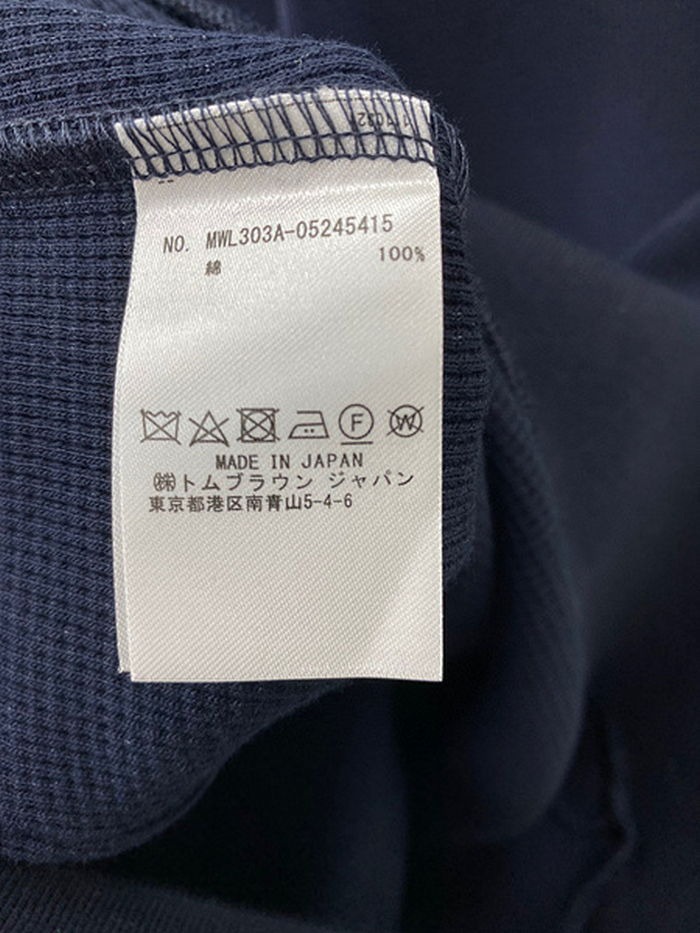 NO. MWL303A-05245415
綿 100%
F W
MADE IN JAPAN
㈱トムブラウン ジャパン
東京都港区南青山5-4-6